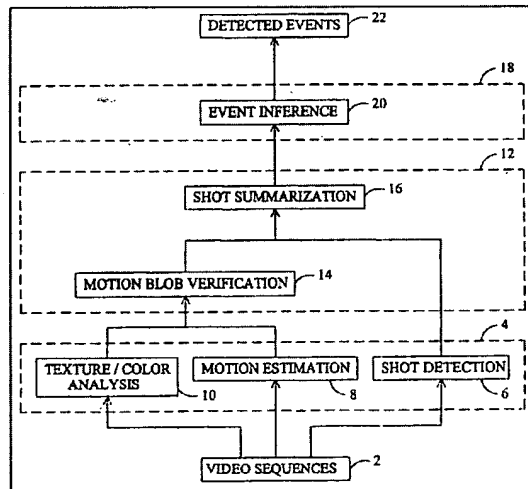 DETECTED EVENTS 22
18
EVENT INFERENCE 20
12
SHOT SUMMARIZATION 16
MOTION BLOB VERIFICATION 14
4
TEXTURE / COLOR
ANALYSIS 10
MOTION ESTIMATION 8
SHOT DETECTION 6
VIDEO SEQUENCES 2